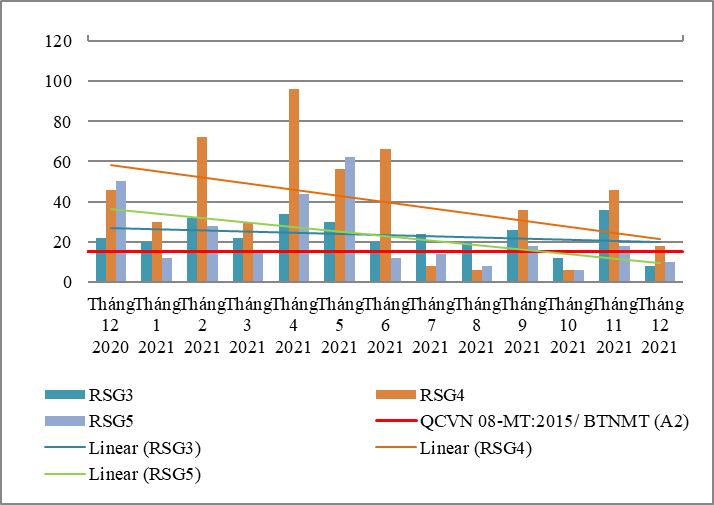 120
100
80
60
40
20
0
Tháng Tháng Tháng Tháng Tháng Tháng Tháng Tháng Tháng Tháng Tháng Tháng Tháng
12 1 2 3 4 5 6 7 8 9 10 11 12
2020 2021 2021 2021 2021 2021 2021 2021 2021 2021 2021 2021 2021
RSG3 RSG4
RSG5 QCVN 08-MT:2015/ BTNMT (A2)
Linear (RSG3) Linear (RSG4)
Linear (RSG5)